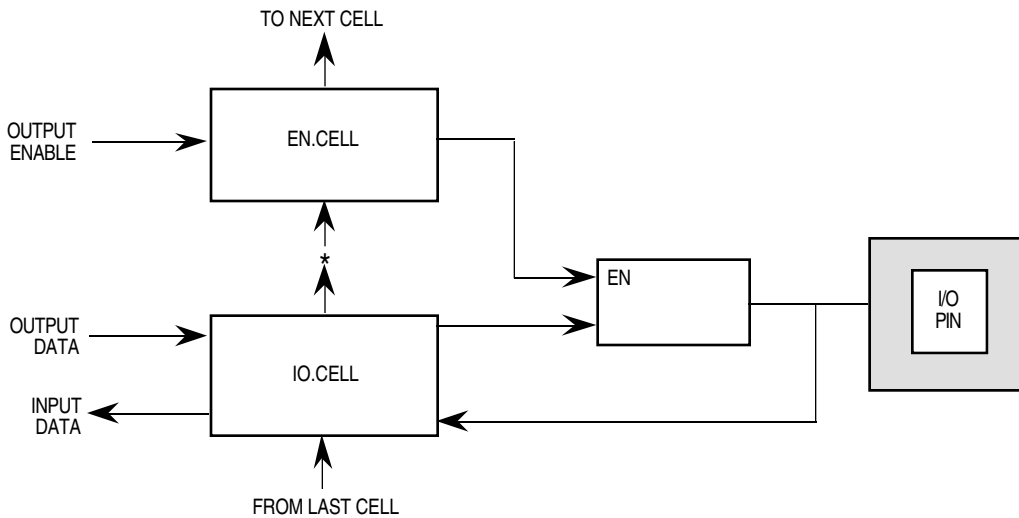 TO NEXT CELL
OUTPUT
ENABLE
EN.CELL
*
EN
I/O
PIN
OUTPUT
DATA
IO.CELL
INPUT
DATA
FROM LAST CELL